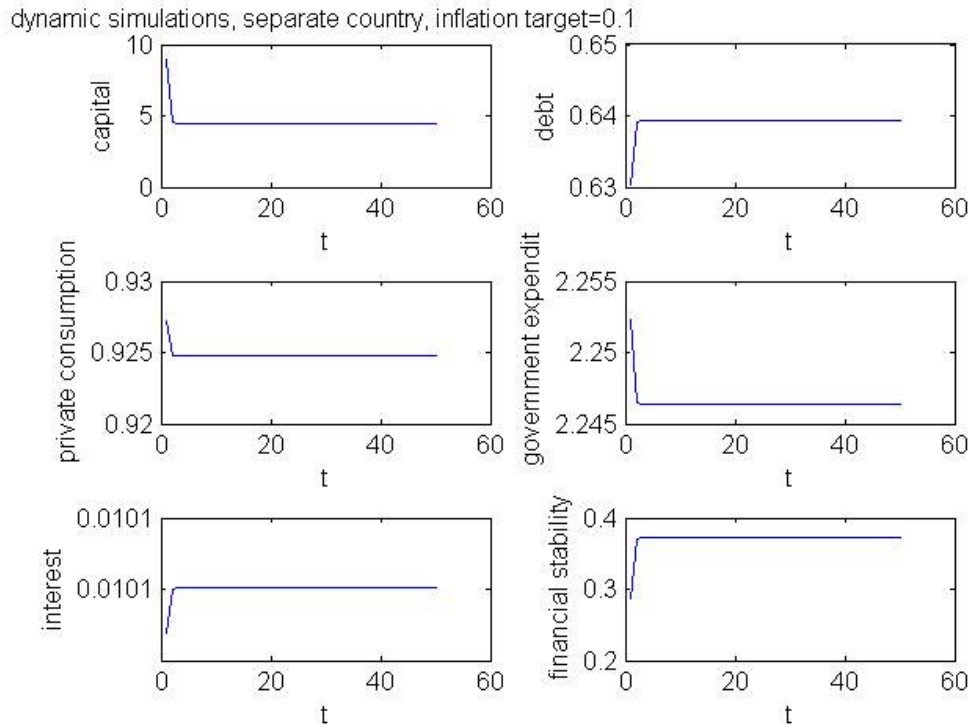 dynamic simulations, separate country, inflation target=0.1
10
5
0
capital
0 20 40 60
t
0.65
0.64
0.63
debt
0 20 40 60
t
0.93
0.925
0.92
private consumption
0 20 40 60
t
2.255
2.25
2.245
government expendit
0 20 40 60
t
0.0101
0.0101
interest
0 20 40 60
t
0.4
0.3
0.2
financial stability
0 20 40 60
t